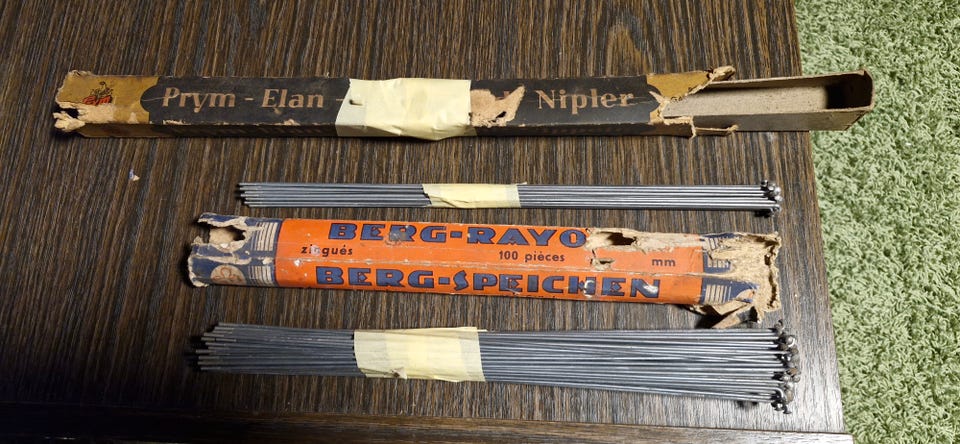 Prym - Elan Nipler
BERG-RAYO
zingués 100 pièces mm
BERG-SPEICHEN